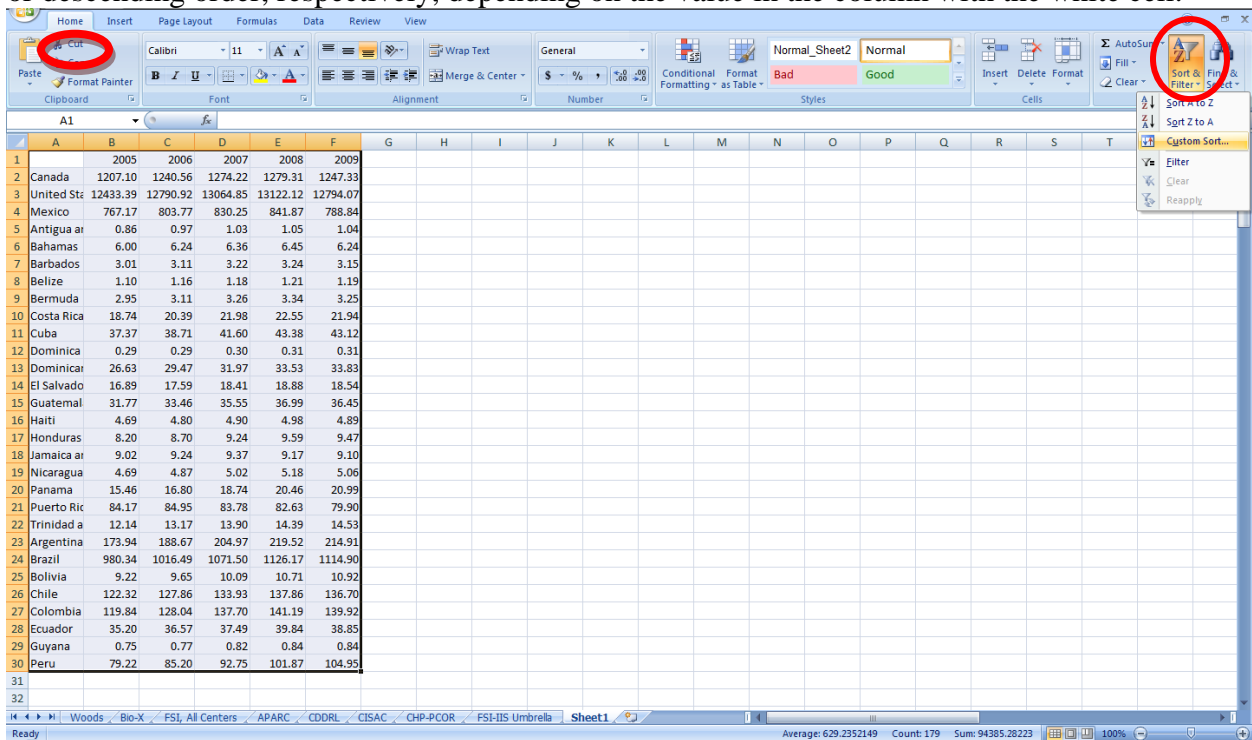 or descending order, respectively, depending on the value in the column with the white cell.
Home Insert Page Layout Formulas Data Review View
Cut Calibri 11 A A Wrap Text General Normal_Sheet2 Normal Σ AutoSum
Paste Format Painter B I U A Merge & Center $ % , .0 .00 .00 .0 Conditional Formatting Format as Table Bad Good Insert Delete Format Fill Clear Sort & Filter Find & Select
Clipboard Font Alignment Number Styles Cells
A1 fx
Sort A to Z
Sort Z to A
Custom Sort...
Filter
Clear
Reapply
A B C D E F G H I J K L M N O P Q R S T
1 2005 2006 2007 2008 2009
2 Canada 1207.10 1240.56 1274.22 1279.31 1247.33
3 United Sta 12433.39 12790.92 13064.85 13122.12 12794.07
4 Mexico 767.17 803.77 830.25 841.87 788.84
5 Antigua ar 0.86 0.97 1.03 1.05 1.04
6 Bahamas 6.00 6.24 6.36 6.45 6.24
7 Barbados 3.01 3.11 3.22 3.24 3.15
8 Belize 1.10 1.16 1.18 1.21 1.19
9 Bermuda 2.95 3.11 3.26 3.34 3.25
10 Costa Rica 18.74 20.39 21.98 22.55 21.94
11 Cuba 37.37 38.71 41.60 43.38 43.12
12 Dominica 0.29 0.29 0.30 0.31 0.31
13 Dominicar 26.63 29.47 31.97 33.53 33.83
14 El Salvado 16.89 17.59 18.41 18.88 18.54
15 Guatemal 31.77 33.46 35.55 36.99 36.45
16 Haiti 4.69 4.80 4.90 4.98 4.89
17 Honduras 8.20 8.70 9.24 9.59 9.47
18 Jamaica ar 9.02 9.24 9.37 9.17 9.10
19 Nicaragua 4.69 4.87 5.02 5.18 5.06
20 Panama 15.46 16.80 18.74 20.46 20.99
21 Puerto Ric 84.17 84.95 83.78 82.63 79.90
22 Trinidad a 12.14 13.17 13.90 14.39 14.53
23 Argentina 173.94 188.67 204.97 219.52 214.91
24 Brazil 980.34 1016.49 1071.50 1126.17 1114.90
25 Bolivia 9.22 9.65 10.09 10.71 10.92
26 Chile 122.32 127.86 133.93 137.86 136.70
27 Colombia 119.84 128.04 137.70 141.19 139.92
28 Ecuador 35.20 36.57 37.49 39.84 38.85
29 Guyana 0.75 0.77 0.82 0.84 0.84
30 Peru 79.22 85.20 92.75 101.87 104.95
31
32
Woods Bio-X FSI, All Centers APARC CDDRL CISAC CHP-PCOR FSI-IIS Umbrella Sheet1
Ready Average: 629.2352149 Count: 179 Sum: 94385.28223 100%